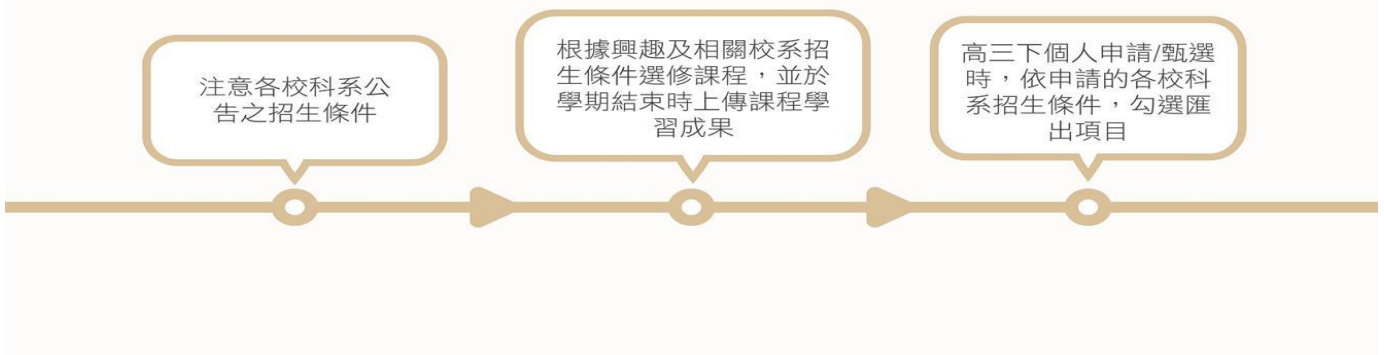 注意各校科系公
告之招生條件
根據興趣及相關校系招
生條件選修課程，並於
學期結束時上傳課程學
習成果
高三下個人申請/甄選
時，依申請的各校科
系招生條件，勾選匯
出項目